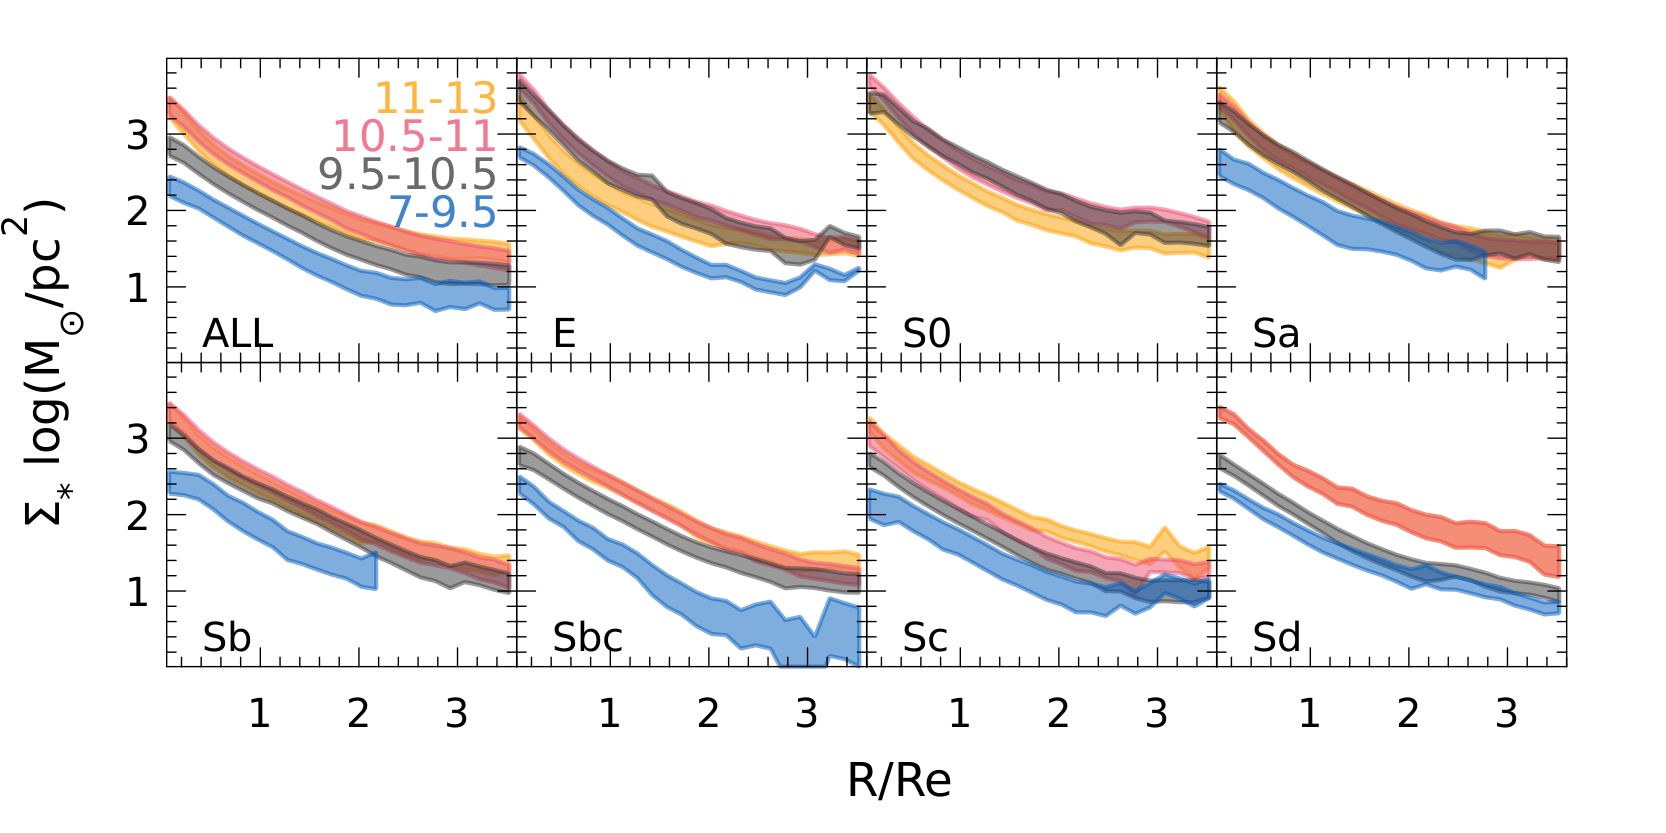 Σ* log(M⊙/pc²)
3
2
1
11-13
10.5-11
9.5-10.5
7-9.5
ALL
E
S0
Sa
3
2
1
Sb
Sbc
Sc
Sd
1 2 3 1 2 3 1 2 3 1 2 3
R/Re